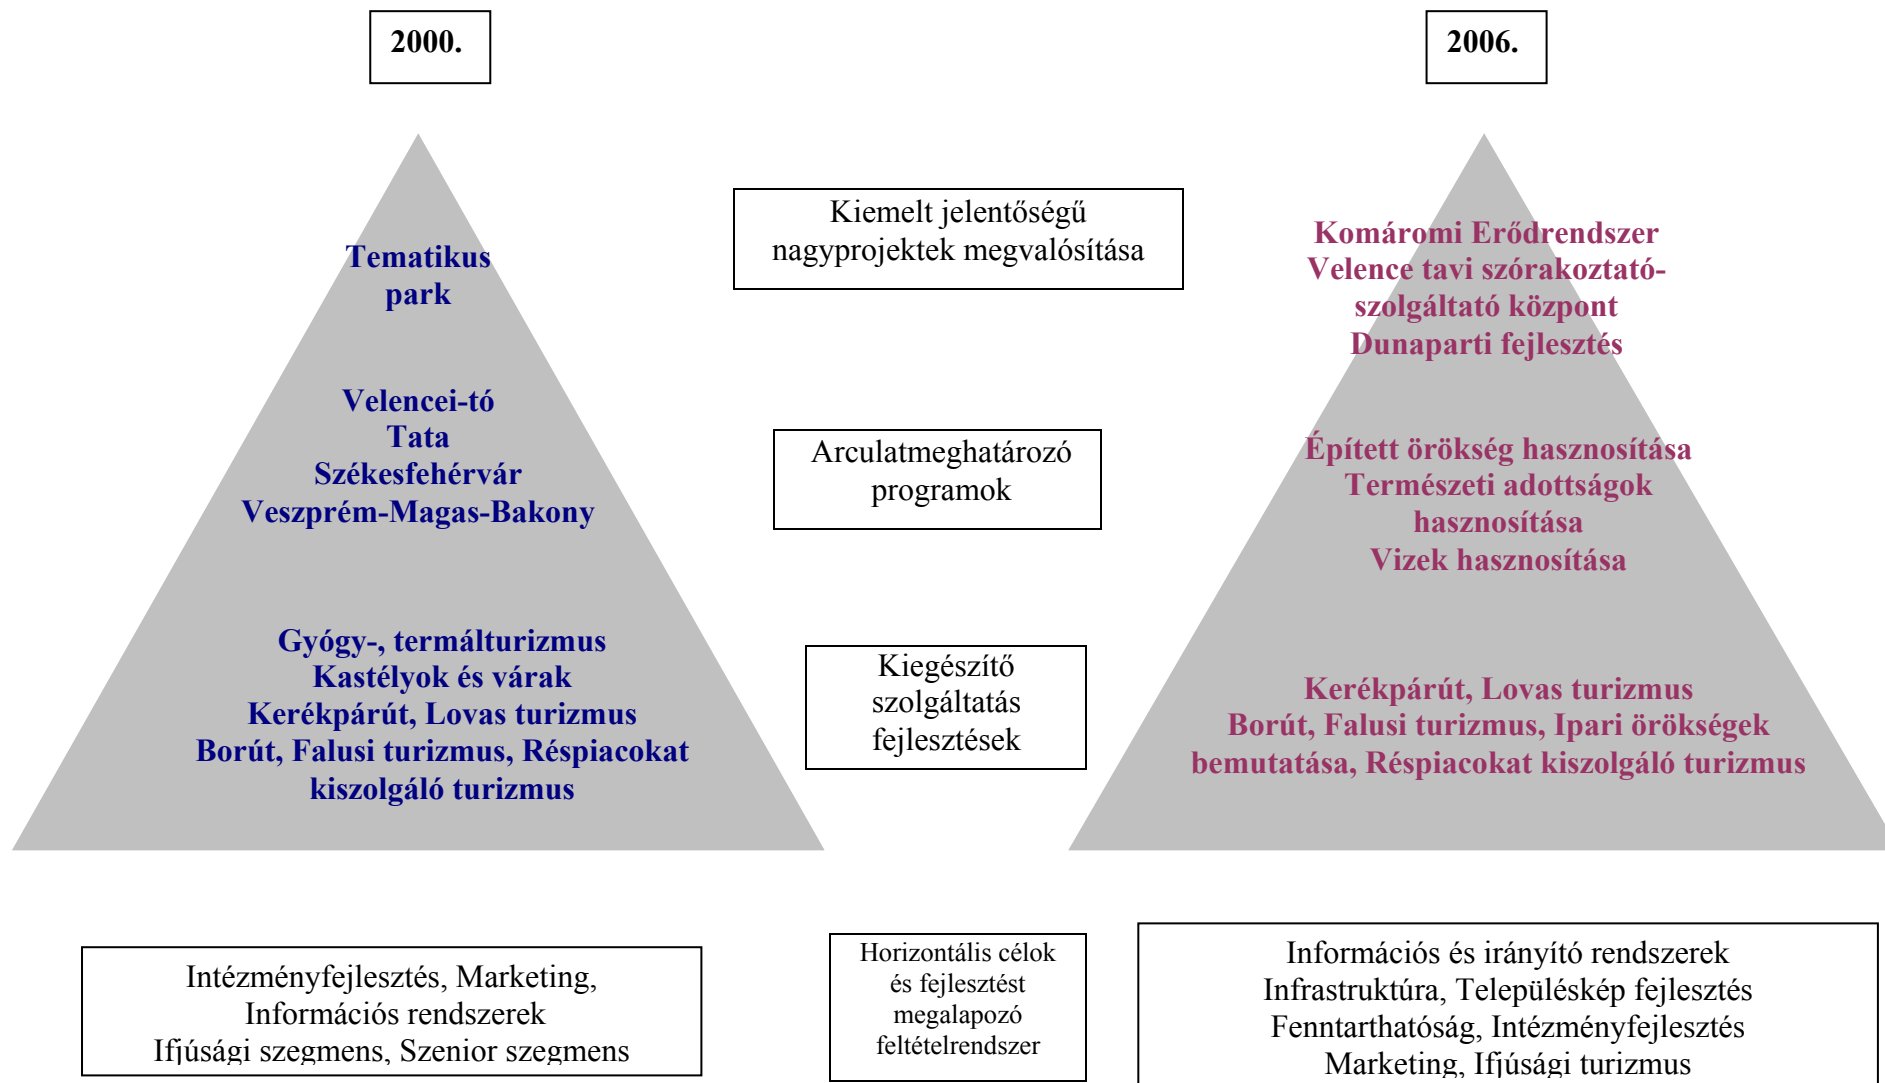 2000.
2006.
Kiemelt jelentőségű
nagyprojektek megvalósítása
Tematikus
park
Komáromi Erődrendszer
Velence tavi szórakoztató-
szolgáltató központ
Dunaparti fejlesztés
Velencei-tó
Tata
Székesfehérvár
Veszprém-Magas-Bakony
Arculatmeghatározó
programok
Épített örökség hasznosítása
Természeti adottságok
hasznosítása
Vizek hasznosítása
Gyógy-, termálturizmus
Kastélyok és várak
Kerékpárút, Lovas turizmus
Borút, Falusi turizmus, Réspiacokat
kiszolgáló turizmus
Kiegészítő
szolgáltatás
fejlesztések
Kerékpárút, Lovas turizmus
Borút, Falusi turizmus, Ipari örökségek
bemutatása, Réspiacokat kiszolgáló turizmus
Intézményfejlesztés, Marketing,
Információs rendszerek
Ifjúsági szegmens, Szenior szegmens
Horizontális célok
és fejlesztést
megalapozó
feltételrendszer
Információs és irányító rendszerek
Infrastruktúra, Településkép fejlesztés
Fenntarthatóság, Intézményfejlesztés
Marketing, Ifjúsági turizmus